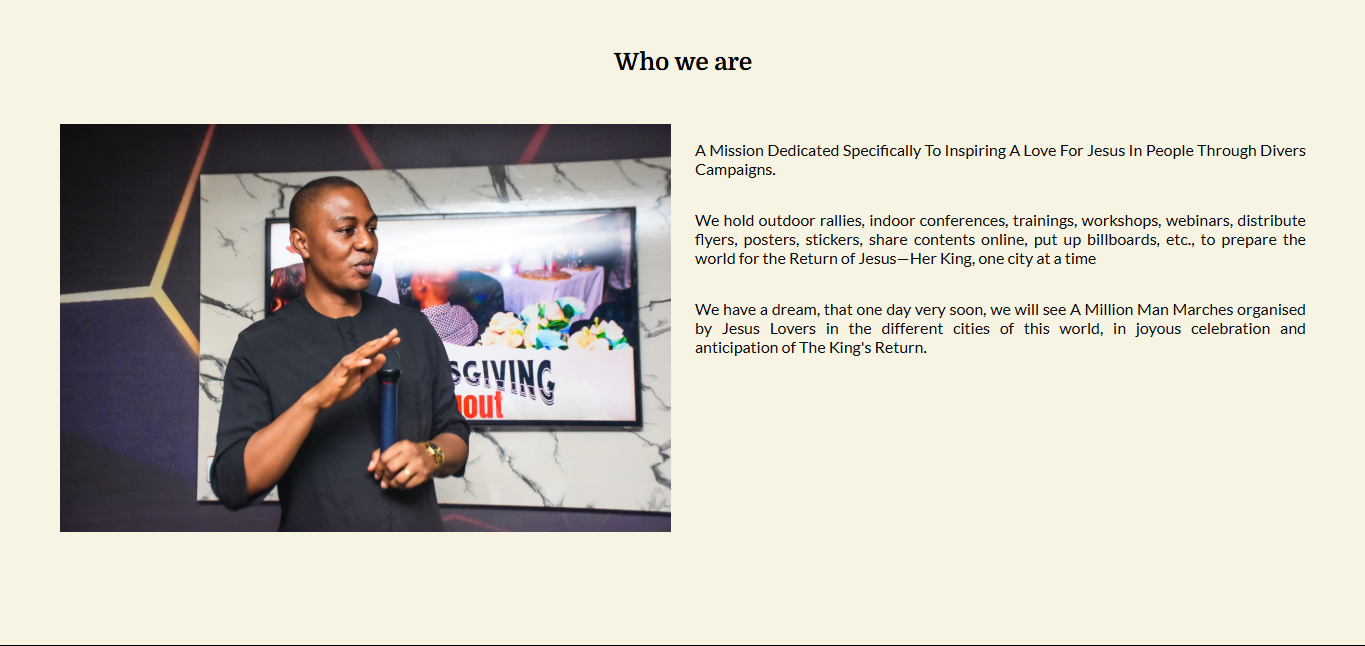 Who we are
A Mission Dedicated Specifically To Inspiring A Love For Jesus In People Through Divers
Campaigns.
We hold outdoor rallies, indoor conferences, trainings, workshops, webinars, distribute
flyers, posters, stickers, share contents online, put up billboards, etc., to prepare the
world for the Return of Jesus—Her King, one city at a time
We have a dream, that one day very soon, we will see A Million Man Marches organised
by Jesus Lovers in the different cities of this world, in joyous celebration and
anticipation of The King's Return.
SGIVING